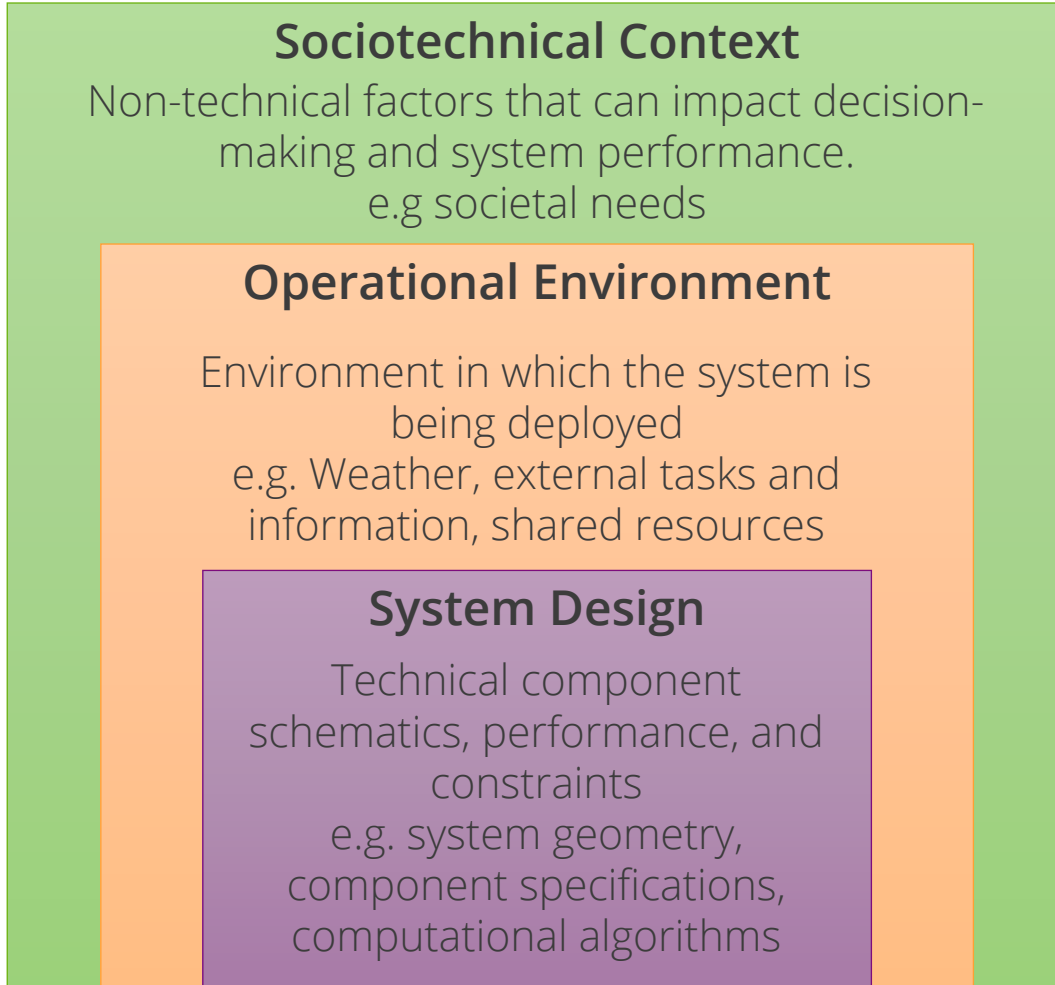 Sociotechnical Context
Non-technical factors that can impact decision-
making and system performance.
e.g societal needs
Operational Environment
Environment in which the system is
being deployed
e.g. Weather, external tasks and
information, shared resources
System Design
Technical component
schematics, performance, and
constraints
e.g. system geometry,
component specifications,
computational algorithms